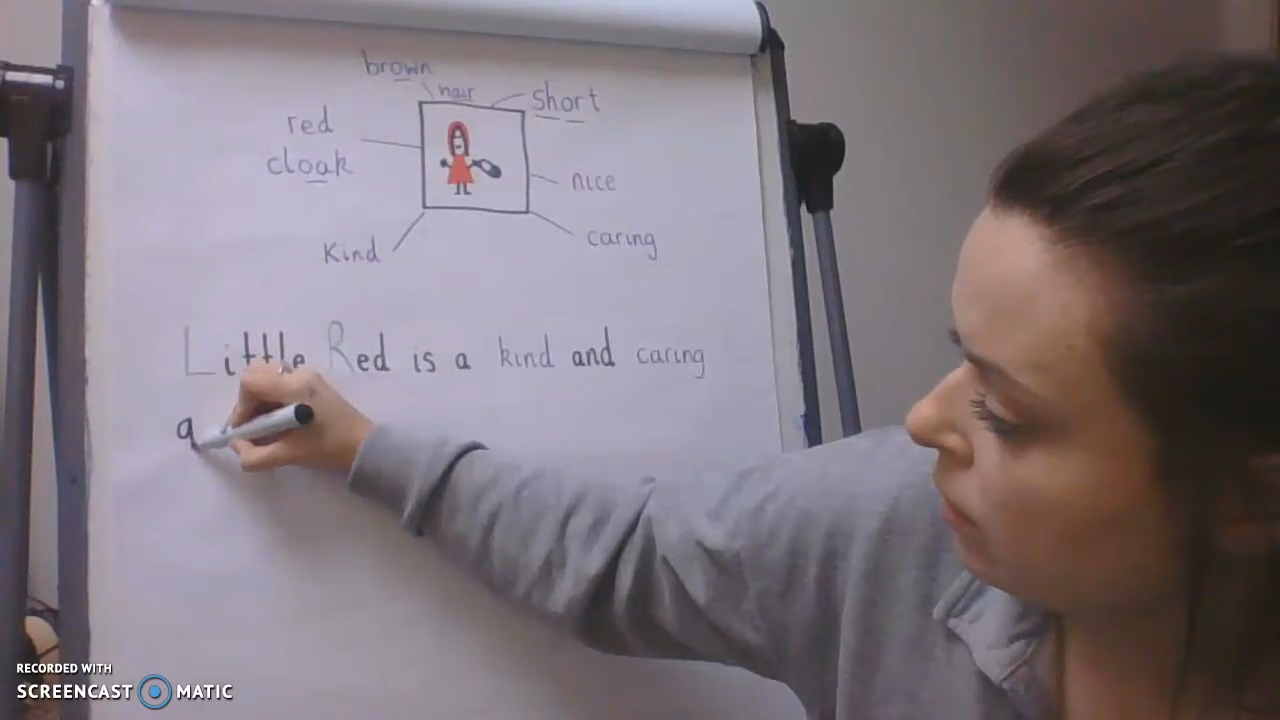 brown
hair
short
red
cloak
nice
Kind
caring
Little Red is a kind and caring
g
RECORDED WITH
SCREENCAST MATIC